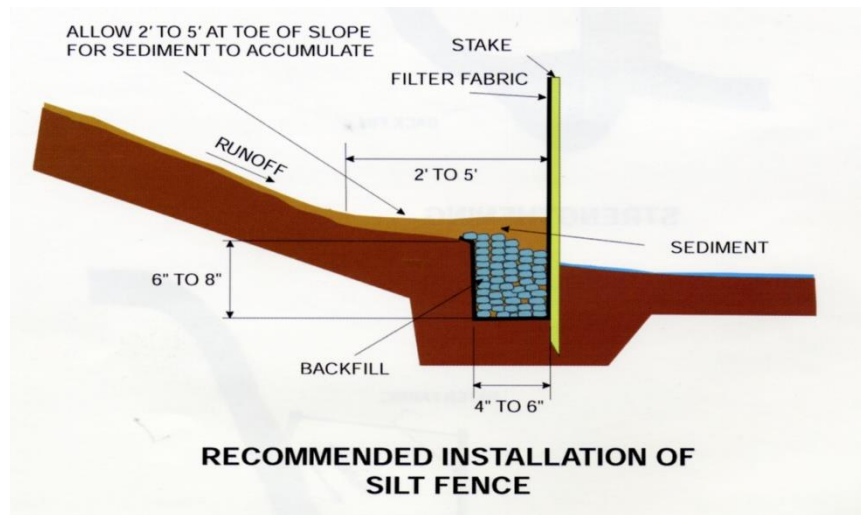 ALLOW 2' TO 5' AT TOE OF SLOPE
FOR SEDIMENT TO ACCUMULATE
STAKE
FILTER FABRIC
RUNOFF
2' TO 5'
SEDIMENT
6" TO 8"
BACKFILL
4" TO 6"
RECOMMENDED INSTALLATION OF
SILT FENCE